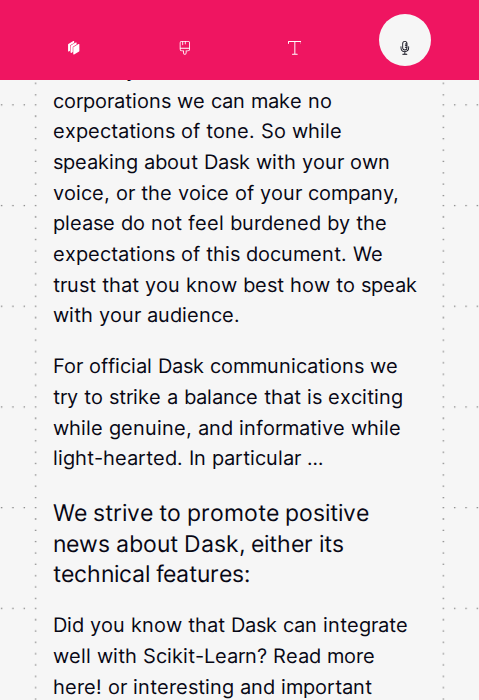 corporations we can make no
expectations of tone. So while
speaking about Dask with your own
voice, or the voice of your company,
please do not feel burdened by the
expectations of this document. We
trust that you know best how to speak
with your audience.
For official Dask communications we
try to strike a balance that is exciting
while genuine, and informative while
light-hearted. In particular ...
We strive to promote positive
news about Dask, either its
technical features:
Did you know that Dask can integrate
well with Scikit-Learn? Read more
here! or interesting and important